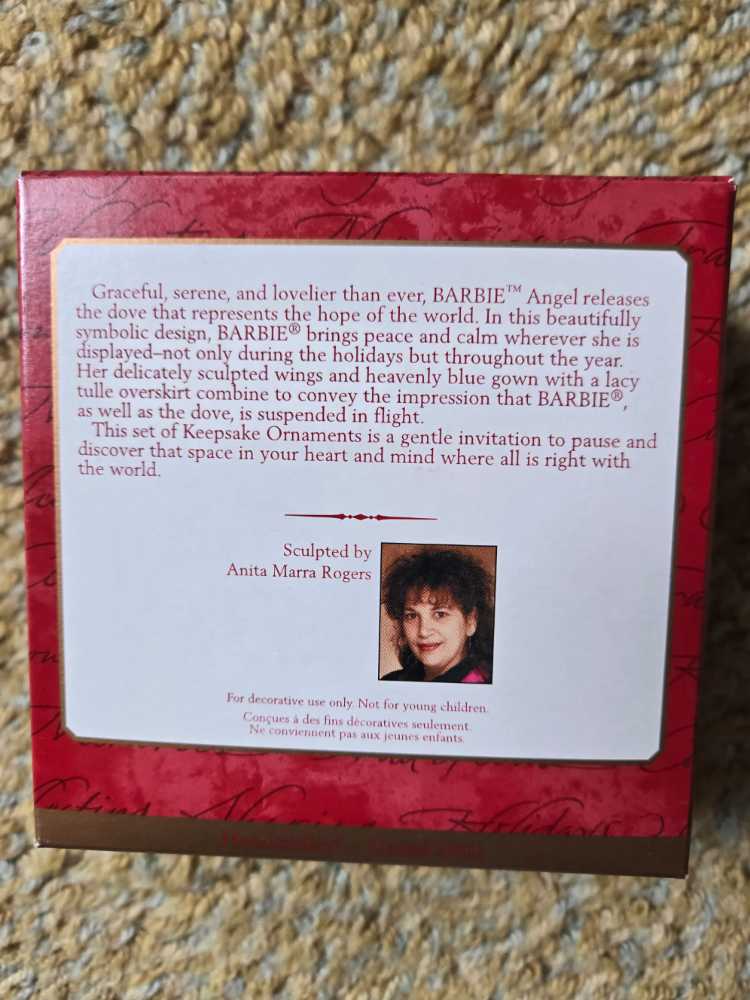 Graceful, serene, and lovelier than ever, BARBIE™ Angel releases
the dove that represents the hope of the world. In this beautifully
symbolic design, BARBIE® brings peace and calm wherever she is
displayed–not only during the holidays but throughout the year.
Her delicately sculpted wings and heavenly blue gown with a lacy
tulle overskirt combine to convey the impression that BARBIE®,
as well as the dove, is suspended in flight.
This set of Keepsake Ornaments is a gentle invitation to pause and
discover that space in your heart and mind where all is right with
the world.
Sculpted by
Anita Marra Rogers
For decorative use only. Not for young children.
Conçues à des fins décoratives seulement.
Ne conviennent pas aux jeunes enfants.
Holidays